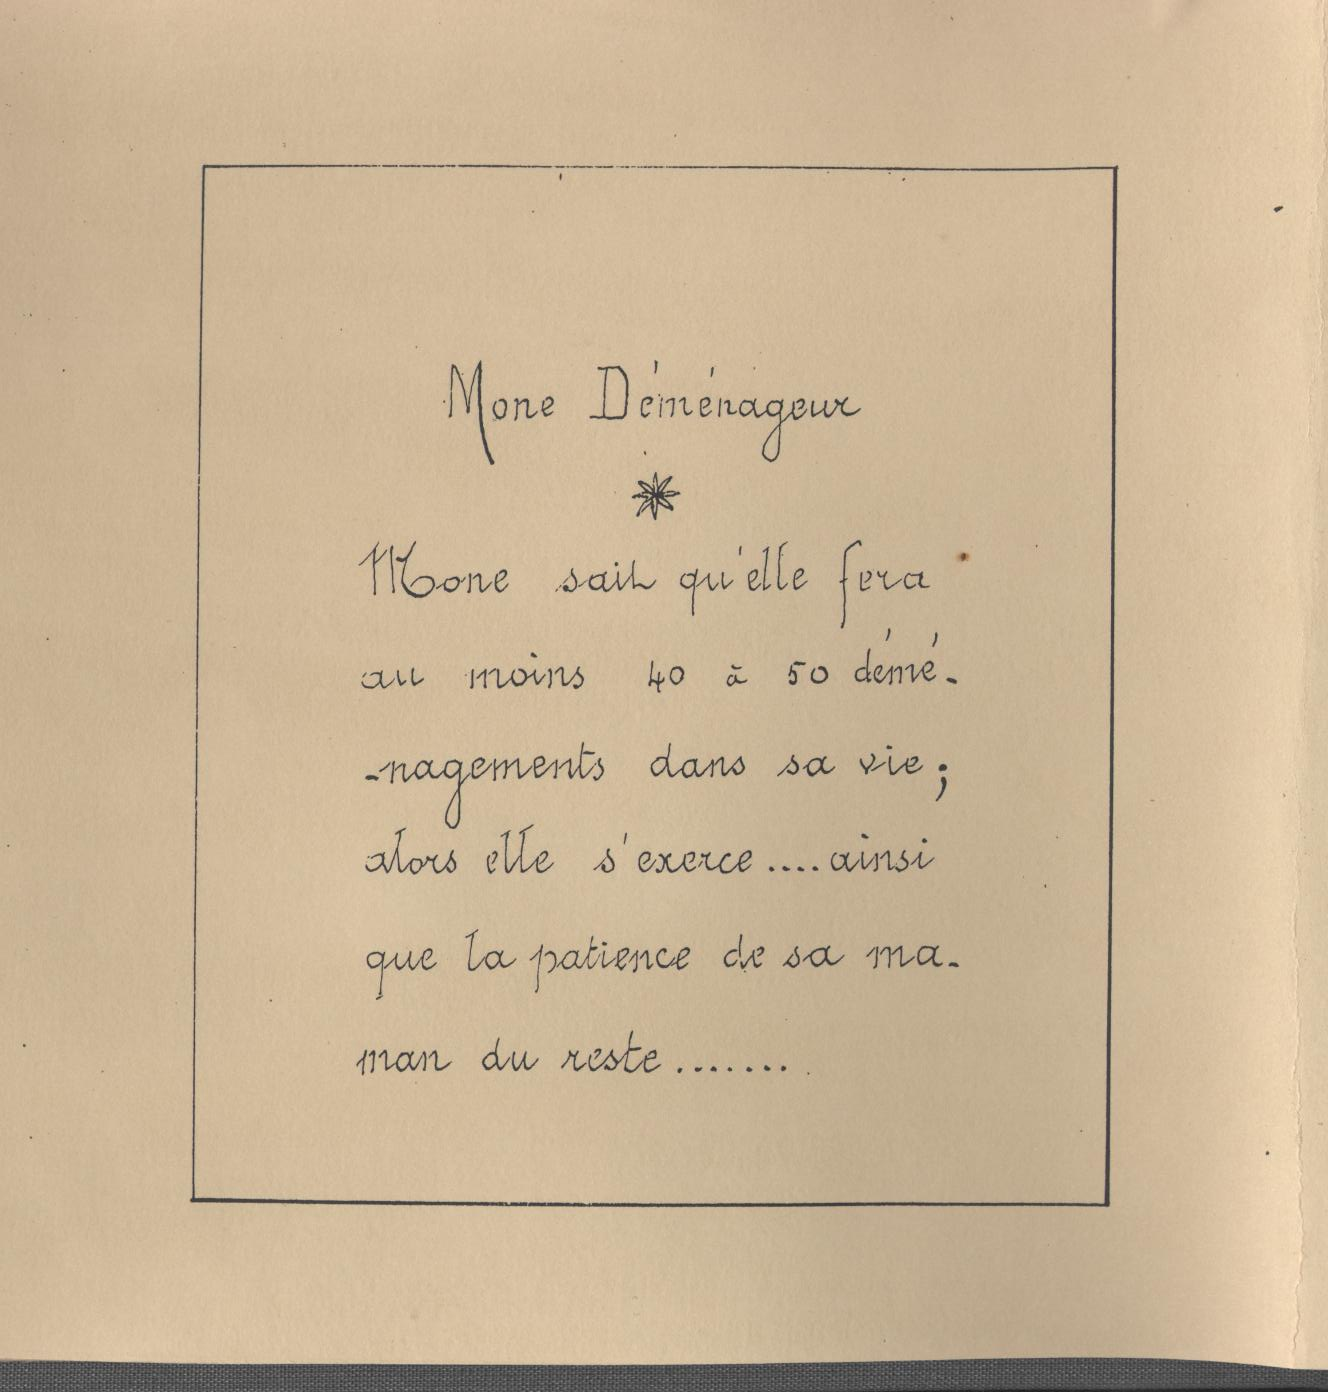 Mone Déménageur
Mone sait qu'elle fera
au moins 40 à 50 démé-
-nagements dans sa vie ;
alors elle s'exerce....ainsi
que la patience de sa ma-
man du reste.......